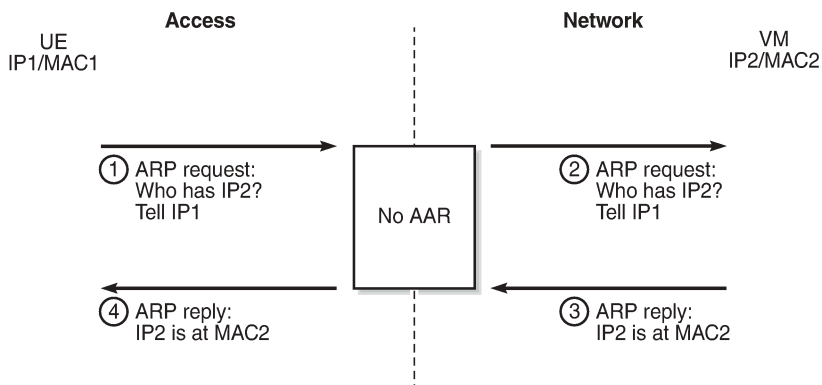 Access
Network
UE
IP1/MAC1
VM
IP2/MAC2
1 ARP request:
Who has IP2?
Tell IP1
2 ARP request:
Who has IP2?
Tell IP1
No AAR
4 ARP reply:
IP2 is at MAC2
3 ARP reply:
IP2 is at MAC2